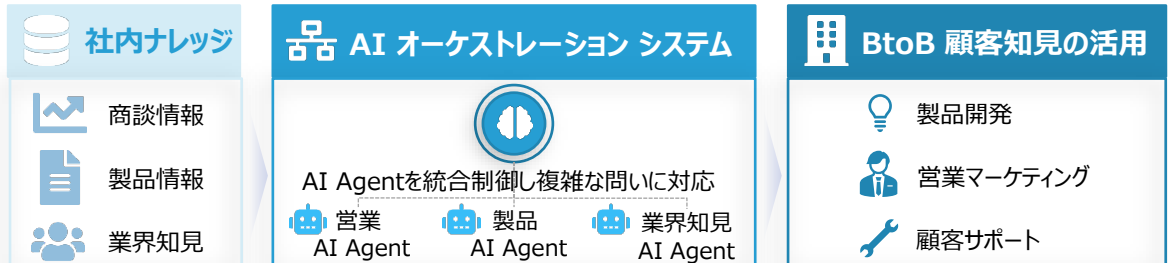 社内ナレッジ
商談情報
製品情報
業界知見
AI オーケストレーション システム
AI Agentを統合制御し複雑な問いに対応
営業
AI Agent
製品
AI Agent
業界知見
AI Agent
BtoB 顧客知見の活用
製品開発
営業マーケティング
顧客サポート